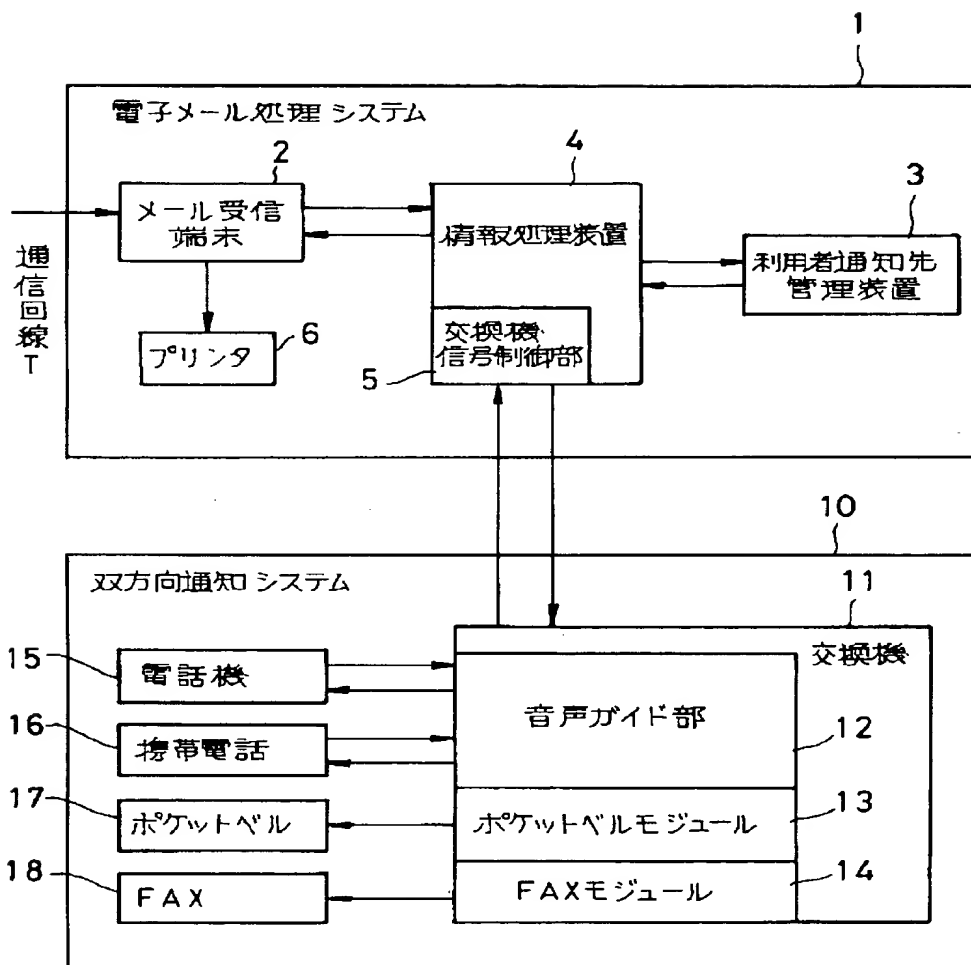 1
電子メール処理システム
2
4
3
メール受信
端末
情報処理装置
利用者通知先
管理装置
通信回線T
プリンタ
6
交換機
信号制御部
5
10
双方向通知システム
11
交換機
15
電話機
音声ガイド部
12
16
携帯電話
17
ポケットベル
ポケットベルモジュール
13
18
FAX
FAXモジュール
14